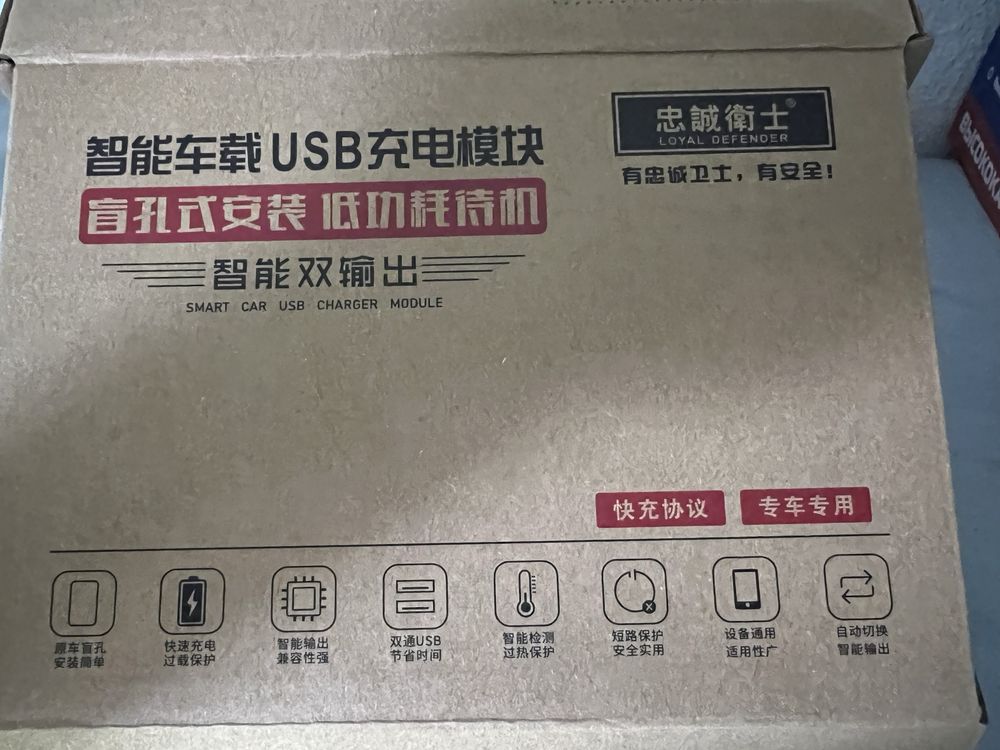 智能车载USB充电模块
盲孔式安装 低功耗待机
智能双输出
SMART CAR USB CHARGER MODULE
忠誠衛士®
LOYAL DEFENDER
有忠诚卫士，有安全！
快充协议
专车专用
原车盲孔
安装简单
快速充电
过载保护
智能输出
兼容性强
双通USB
节省时间
智能检测
过热保护
短路保护
安全实用
设备通用
适用性广
自动切换
智能输出